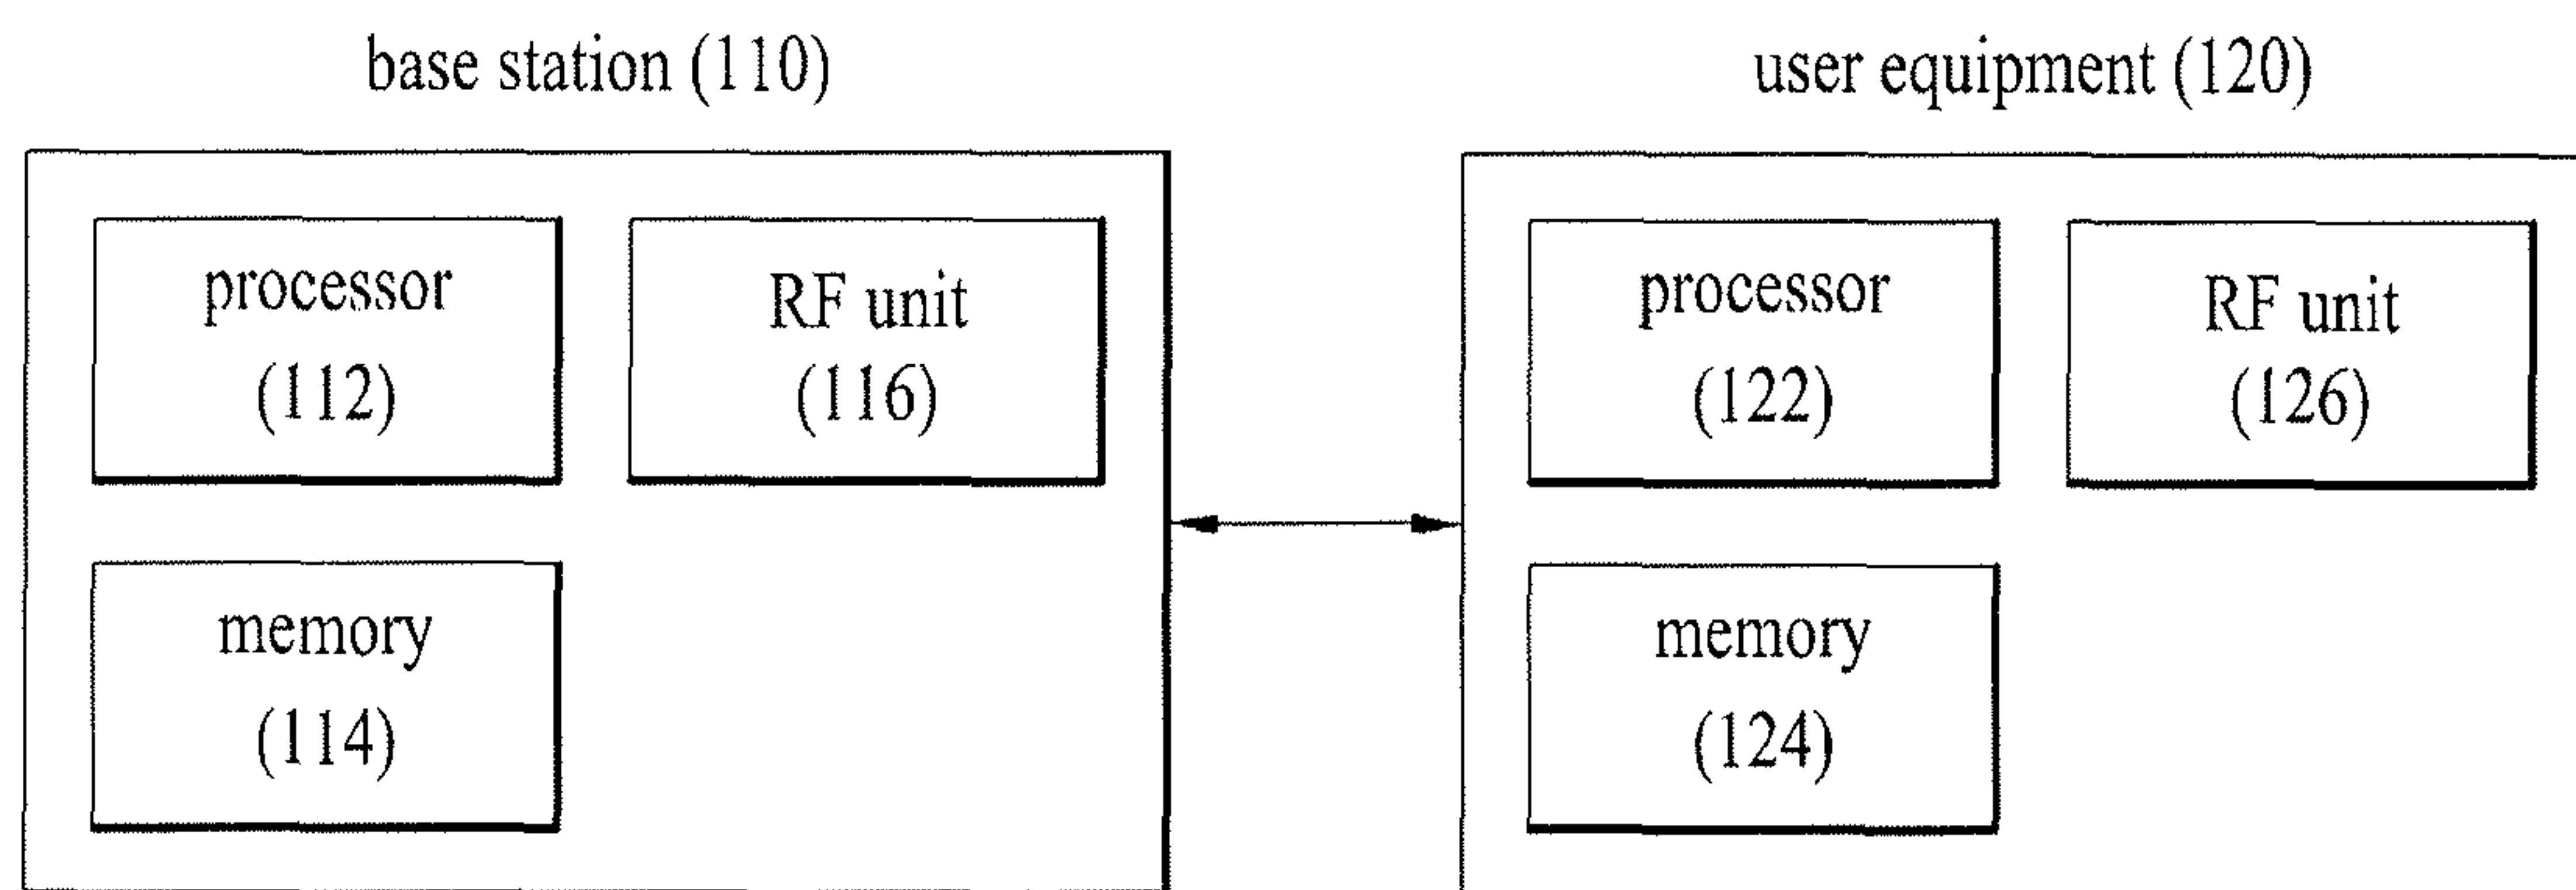 base station (110)
user equipment (120)
processor
(112)
RF unit
(116)
processor
(122)
RF unit
(126)
memory
(114)
memory
(124)